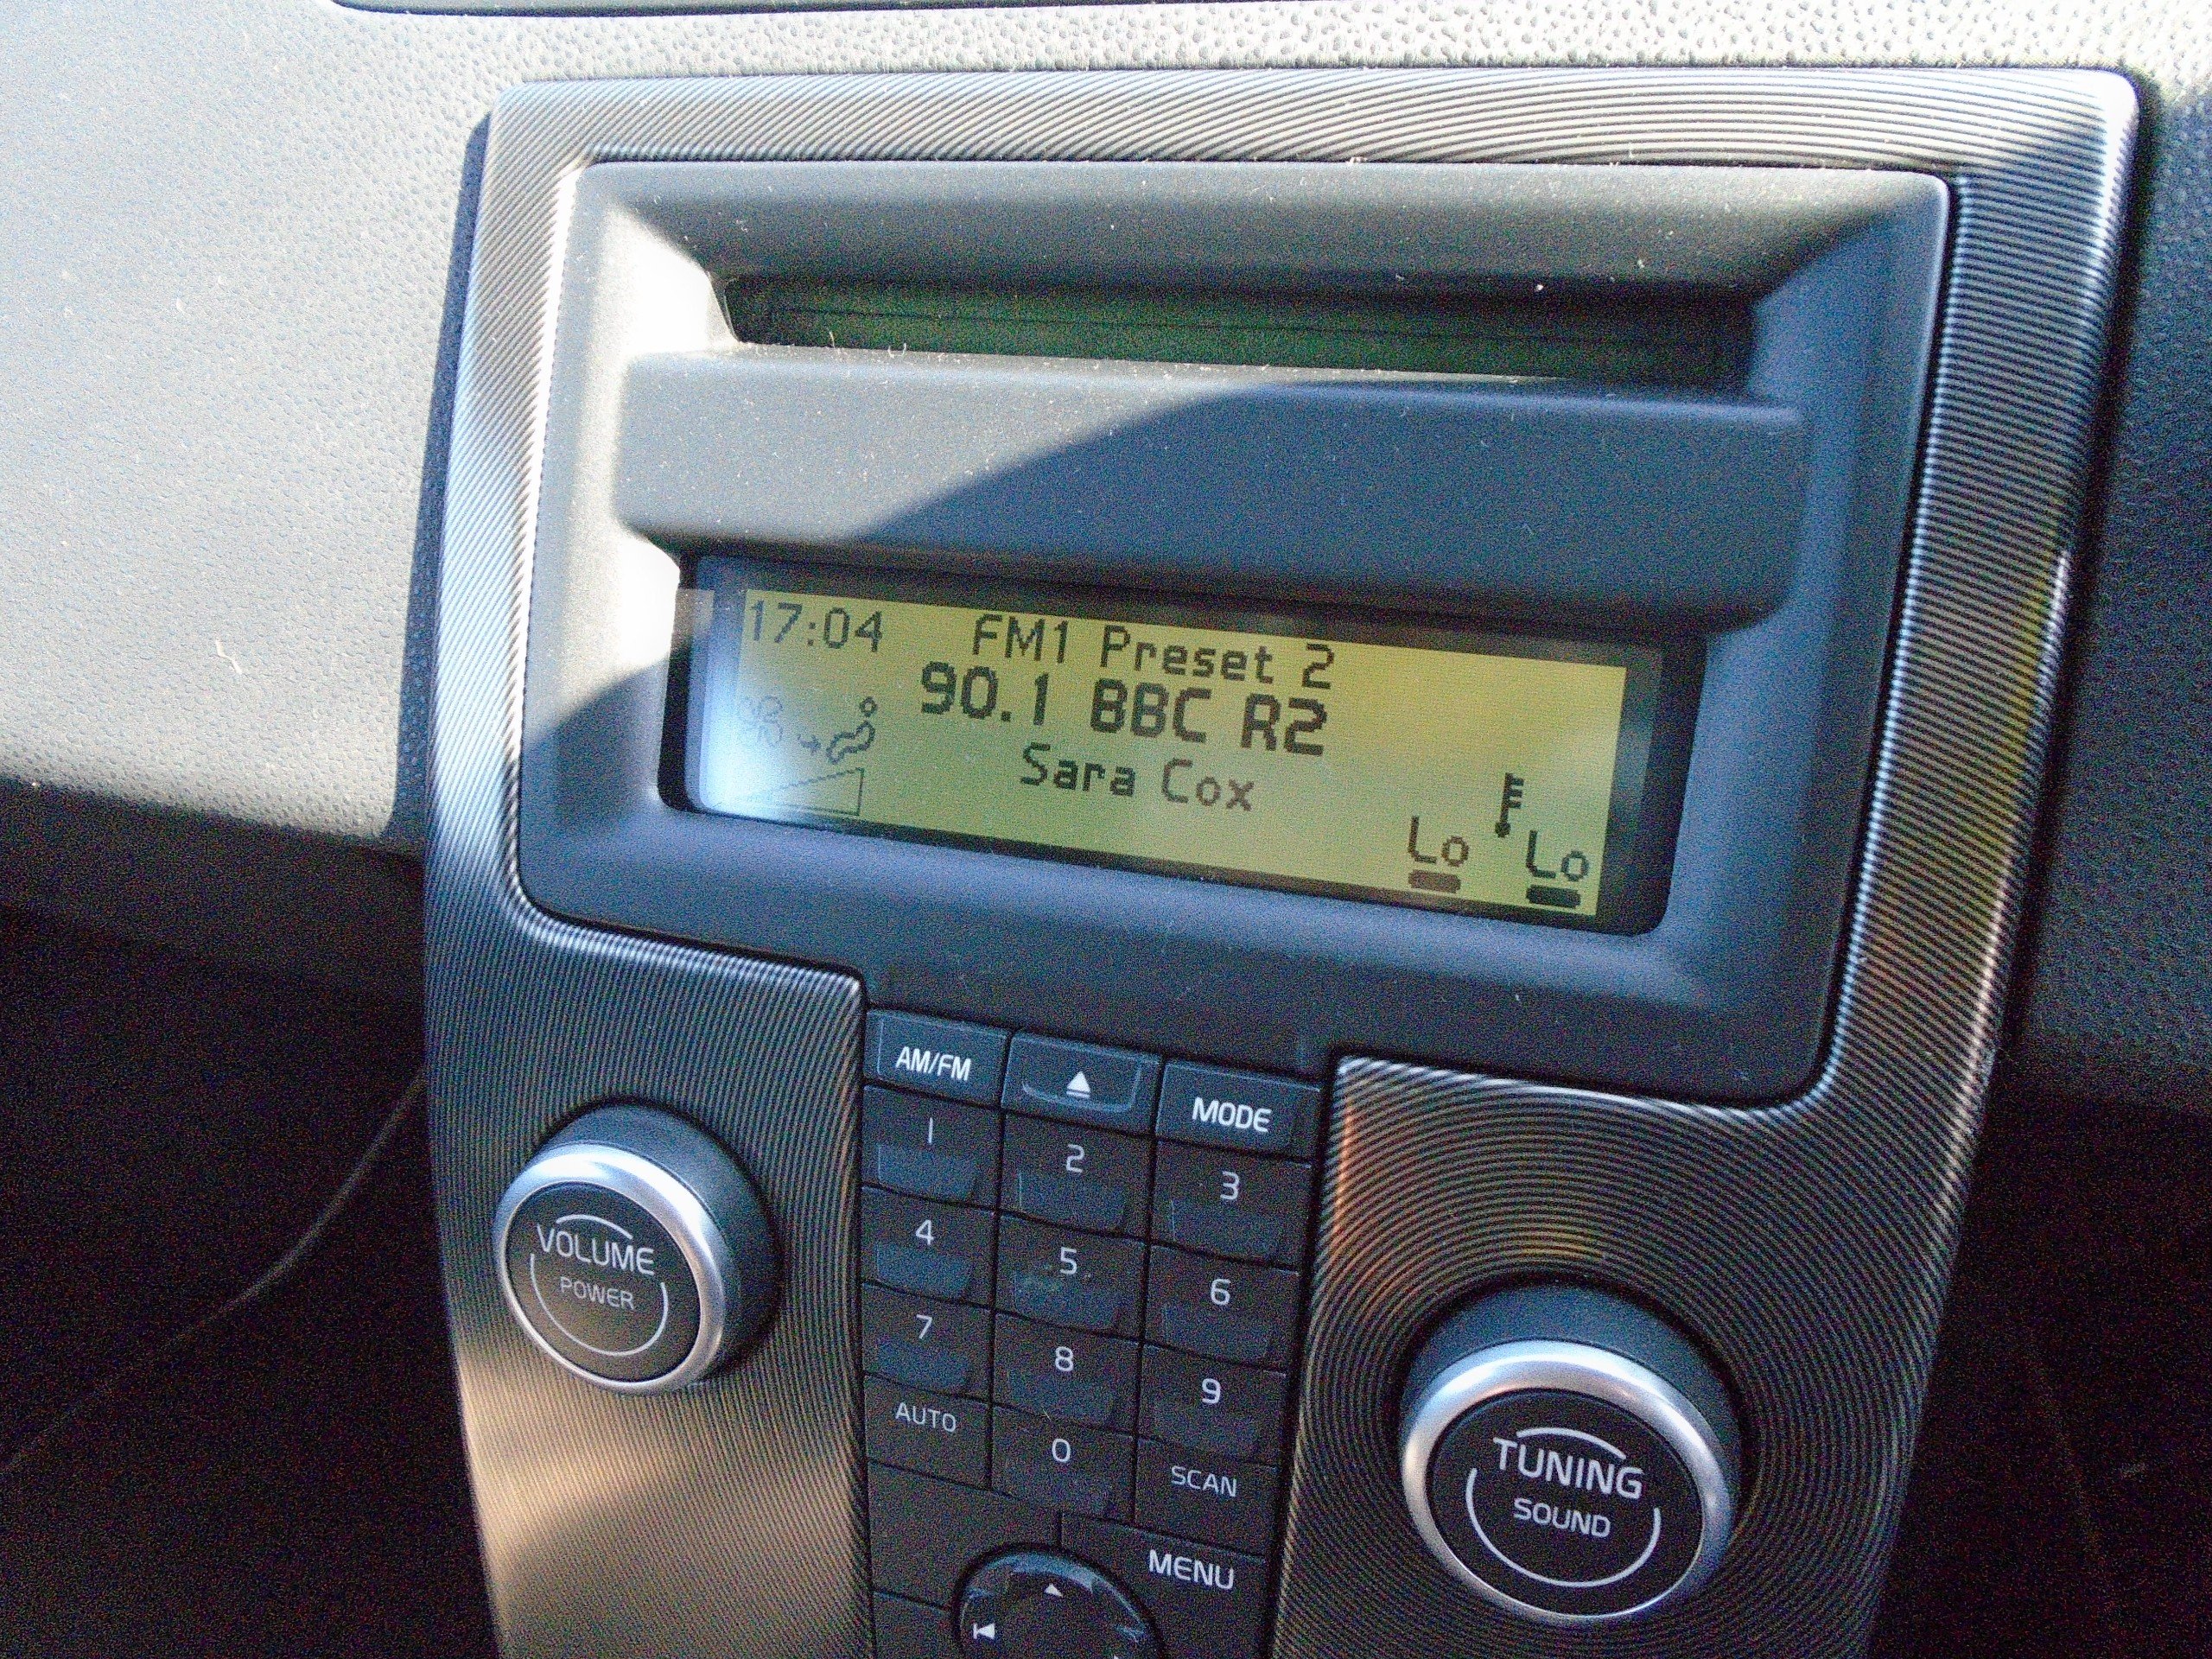 17:04 FM1 Preset 2
90.1 BBC R2
Sara Cox
Lo Lo
AM/FM MODE
1 2 3
4 5 6
7 8 9
AUTO 0 SCAN
MENU
VOLUME
POWER
TUNING
SOUND